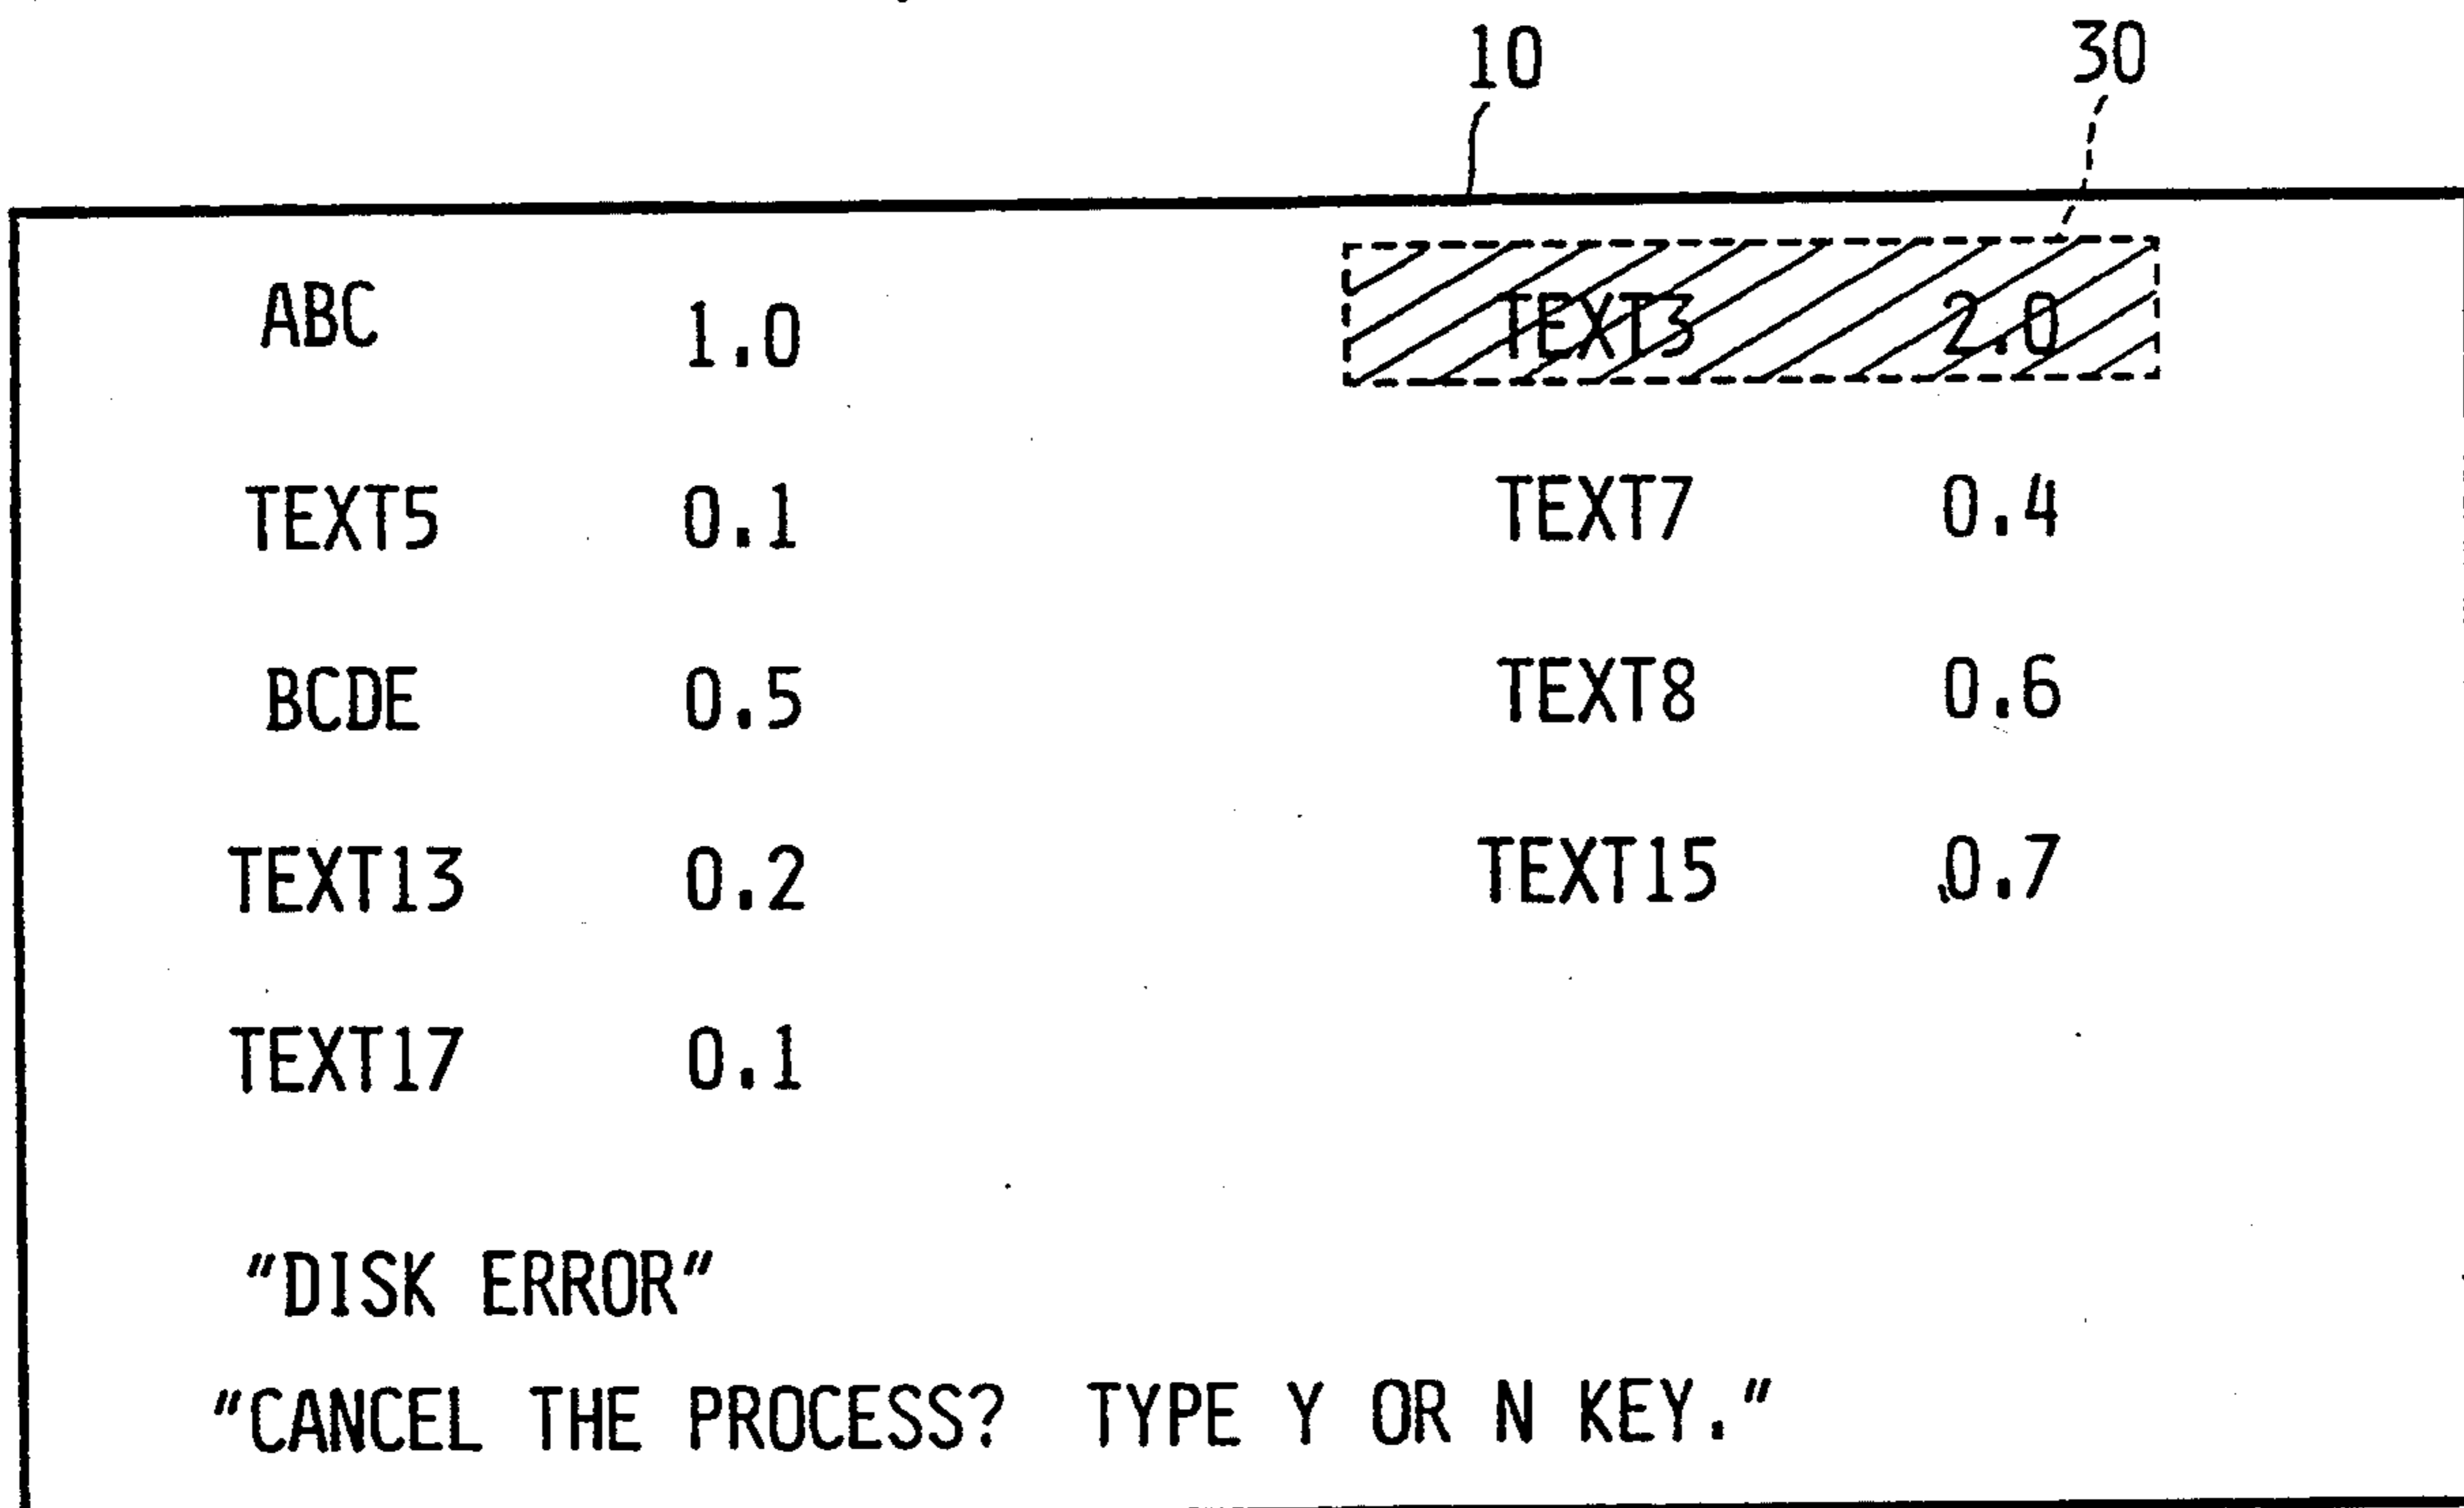 10 30
ABC 1.0 TEXT3 2.0
TEXT5 0.1 TEXT7 0.4
BCDE 0.5 TEXT8 0.6
TEXT13 0.2 TEXT15 0.7
TEXT17 0.1
"DISK ERROR"
"CANCEL THE PROCESS? TYPE Y OR N KEY."